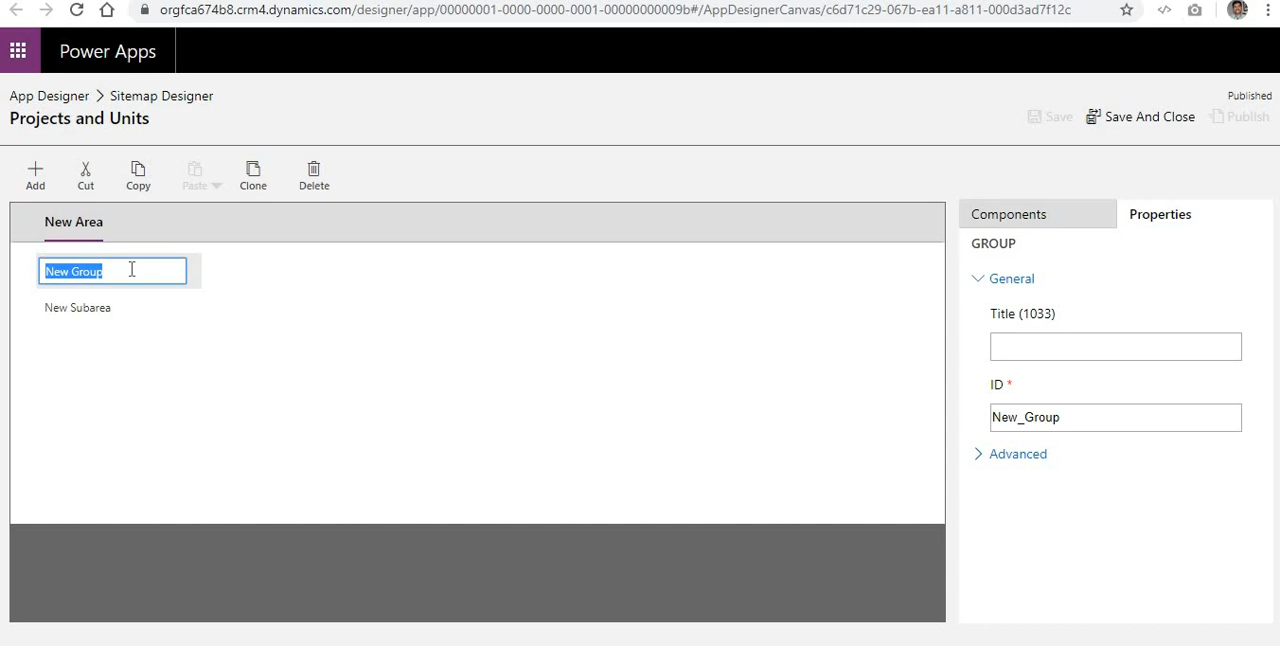 orgfca674b8.crm4.dynamics.com/designer/app/00000001-0000-0000-0001-00000000009b#/AppDesignerCanvas/c6d71c29-067b-ea11-a811-000d3ad7f12c
Power Apps
App Designer > Sitemap Designer
Published
Projects and Units
Save
Save And Close
Publish
Add
Cut
Copy
Paste
Clone
Delete
New Area
Components
Properties
New Group
GROUP
General
New Subarea
Title (1033)
ID *
New_Group
Advanced